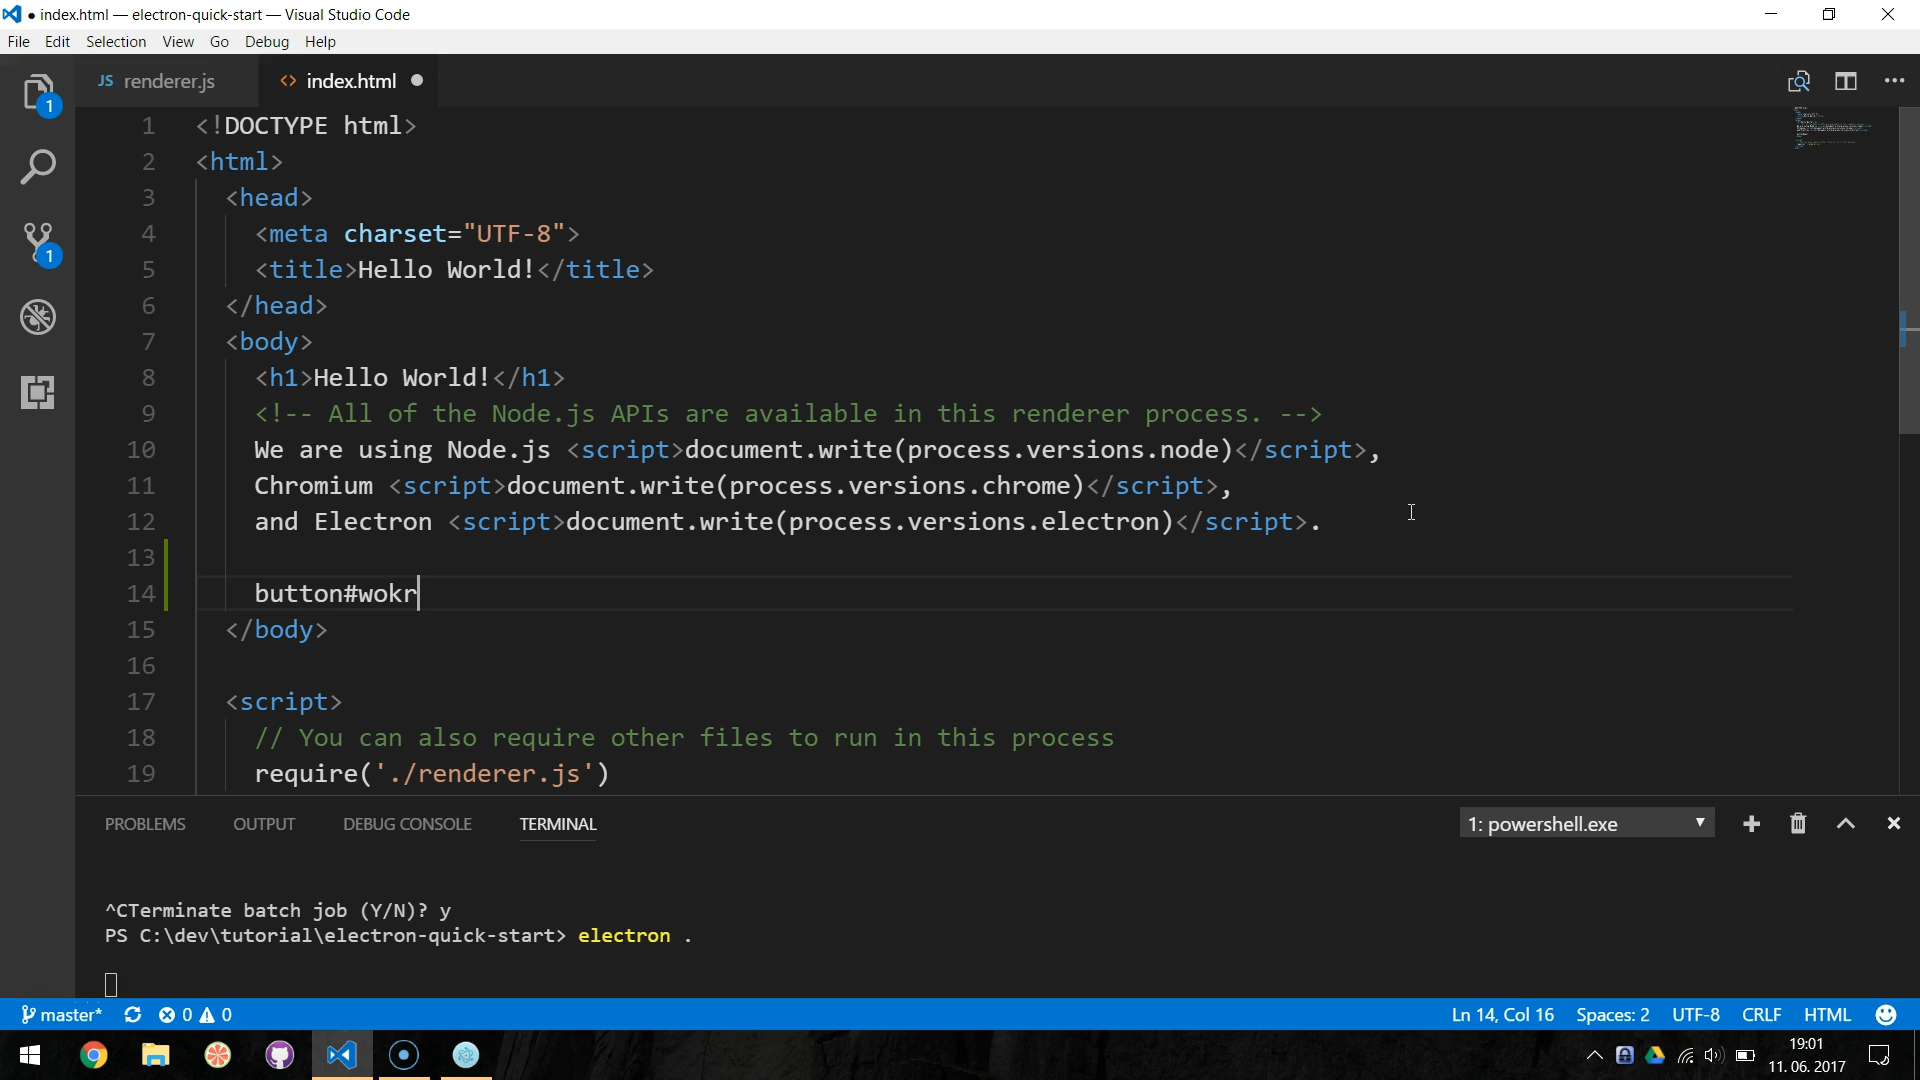 ● index.html — electron-quick-start — Visual Studio Code
File Edit Selection View Go Debug Help
1
1
JS renderer.js
<> index.html ●
1 <!DOCTYPE html>
2 <html>
3 <head>
4 <meta charset="UTF-8">
5 <title>Hello World!</title>
6 </head>
7 <body>
8 <h1>Hello World!</h1>
9 <!-- All of the Node.js APIs are available in this renderer process. -->
10 We are using Node.js <script>document.write(process.versions.node)</script>,
11 Chromium <script>document.write(process.versions.chrome)</script>,
12 and Electron <script>document.write(process.versions.electron)</script>.
13
14 button#wokr
15 </body>
16
17 <script>
18 // You can also require other files to run in this process
19 require('./renderer.js')
PROBLEMS OUTPUT DEBUG CONSOLE TERMINAL 1: powershell.exe
^CTerminate batch job (Y/N)? y
PS C:\dev\tutorial\electron-quick-start> electron .
master* 0 0 Ln 14, Col 16 Spaces: 2 UTF-8 CRLF HTML
19:01
11. 06. 2017